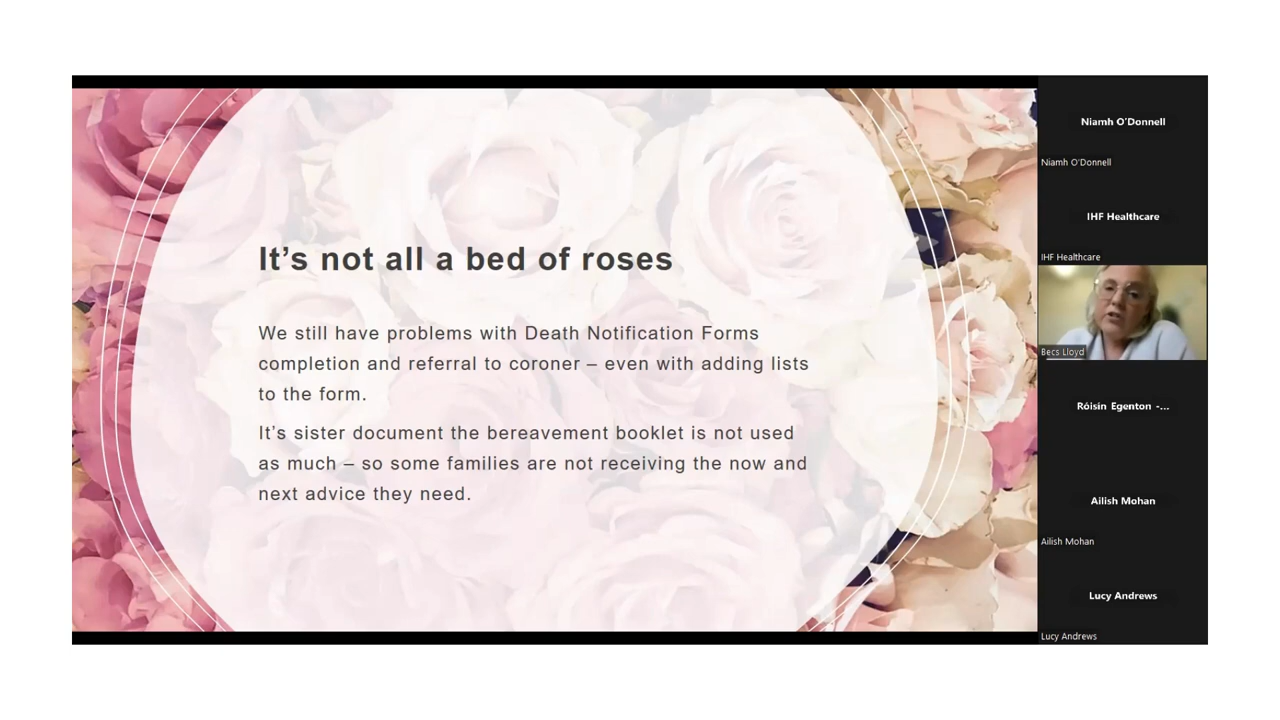 It’s not all a bed of roses
We still have problems with Death Notification Forms
completion and referral to coroner – even with adding lists
to the form.
It’s sister document the bereavement booklet is not used
as much – so some families are not receiving the now and
next advice they need.
Niamh O'Donnell
Niamh O'Donnell
IHF Healthcare
IHF Healthcare
Becs Lloyd
Róisín Egenton -...
Ailish Mohan
Ailish Mohan
Lucy Andrews
Lucy Andrews